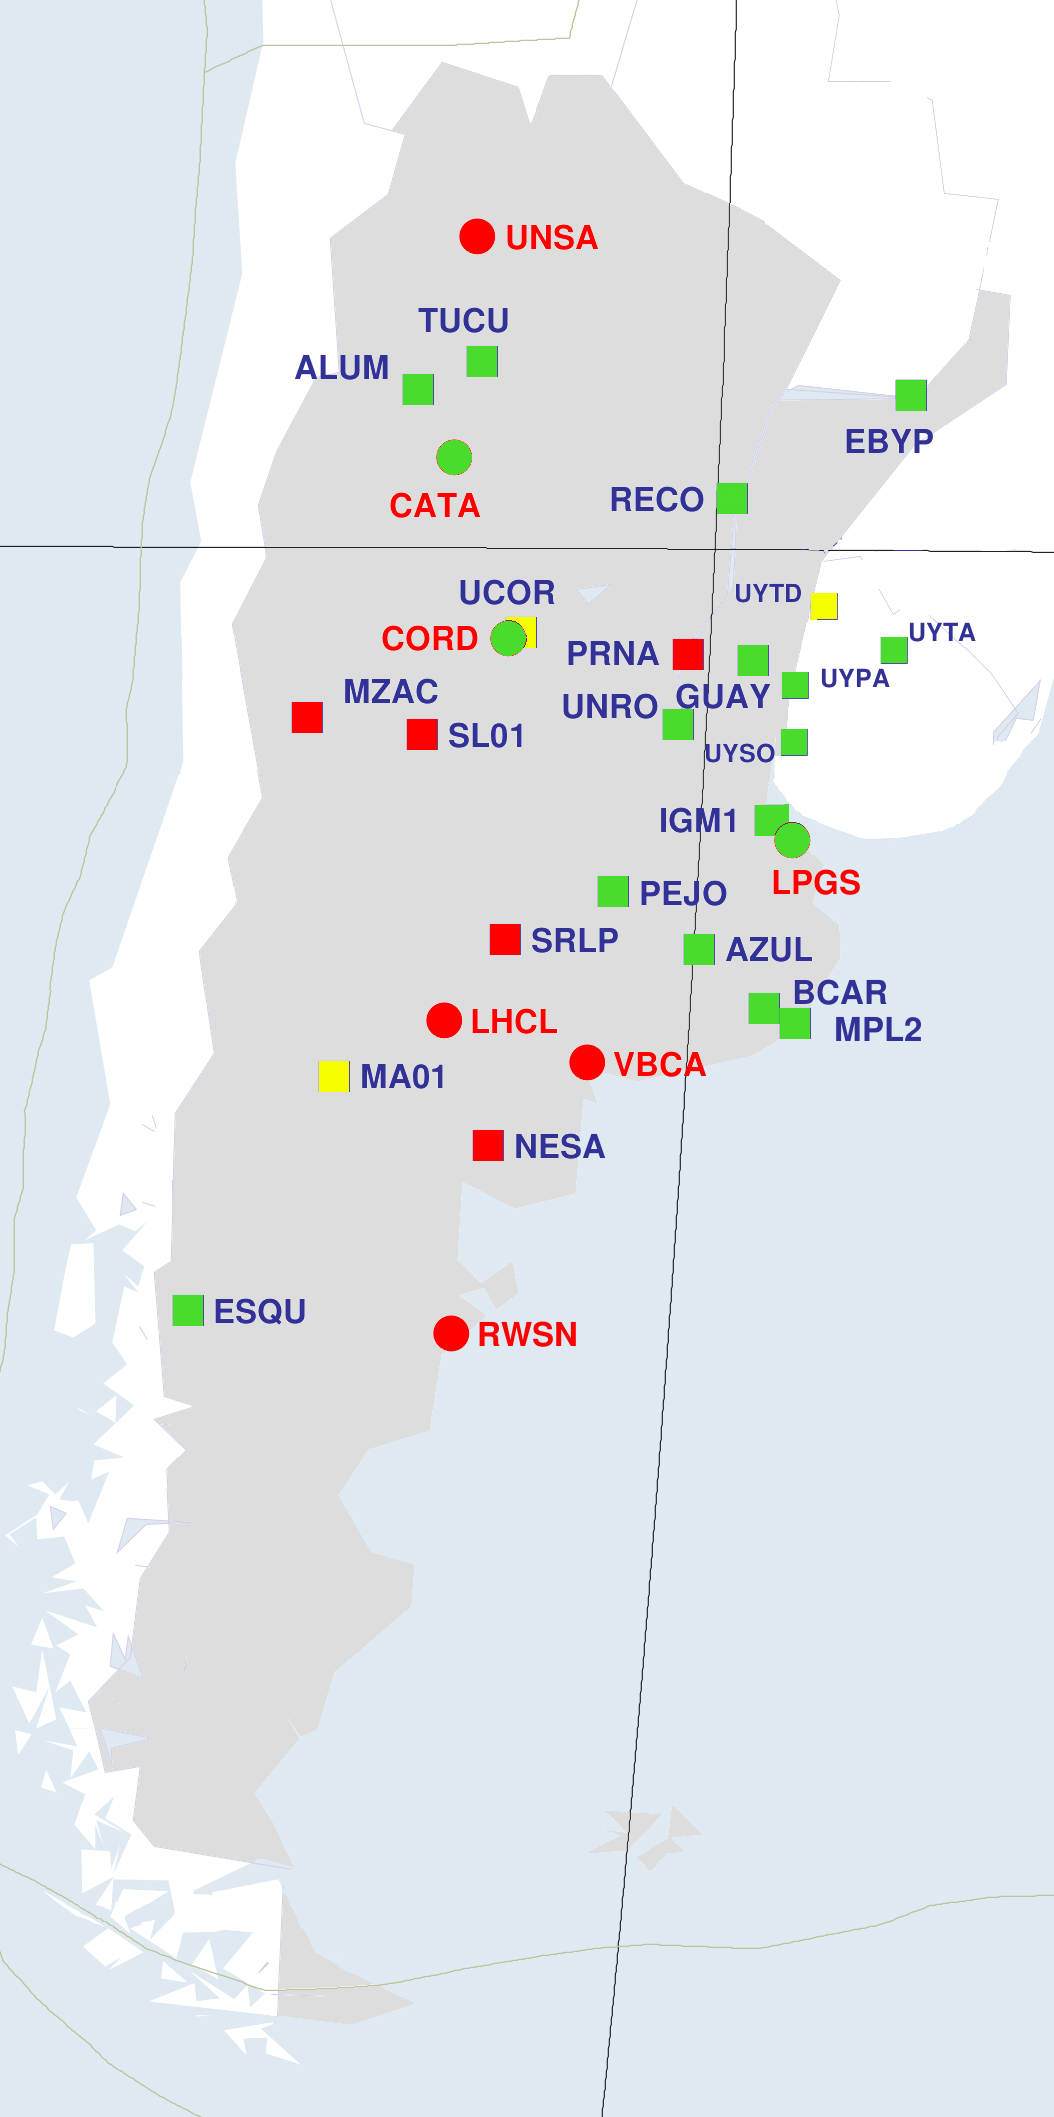 UNSA
TUCU
ALUM
EBYP
CATA
RECO
UCOR
UYTD
CORD
UYTA
PRNA
UYPA
MZAC
GUAY
UNRO
SL01
UYSO
IGM1
LPGS
PEJO
SRLP
AZUL
BCAR
LHCL
MPL2
VBCA
MA01
NESA
ESQU
RWSN